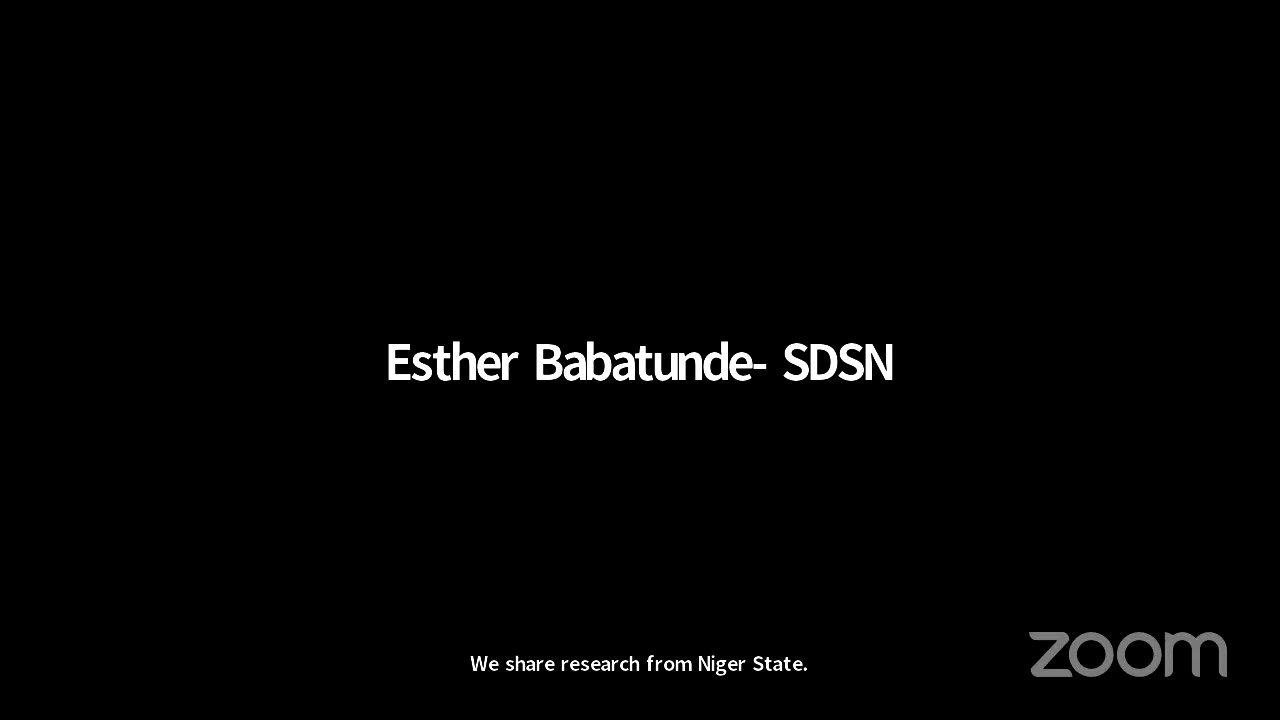 Esther Babatunde- SDSN
We share research from Niger State.
zoom